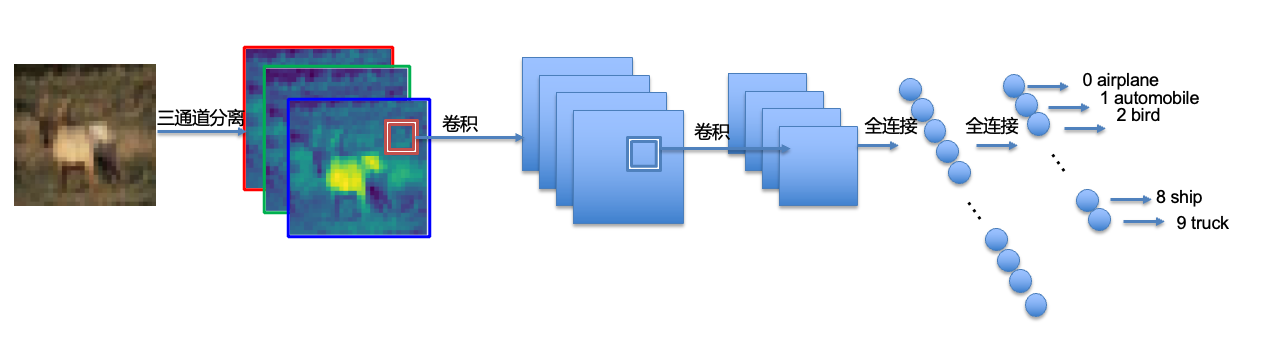 三通道分离
卷积
卷积
全连接
全连接
0 airplane
1 automobile
2 bird
8 ship
9 truck